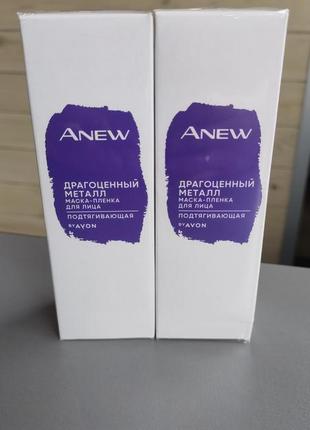 ANEW
ДРАГОЦЕННЫЙ
МЕТАЛЛ
МАСКА-ПЛЕНКА
ДЛЯ ЛИЦА
ПОДТЯГИВАЮЩАЯ
BY AVON
ANEW
ДРАГОЦЕННЫЙ
МЕТАЛЛ
МАСКА-ПЛЕНКА
ДЛЯ ЛИЦА
ПОДТЯГИВАЮЩАЯ
BY AVON